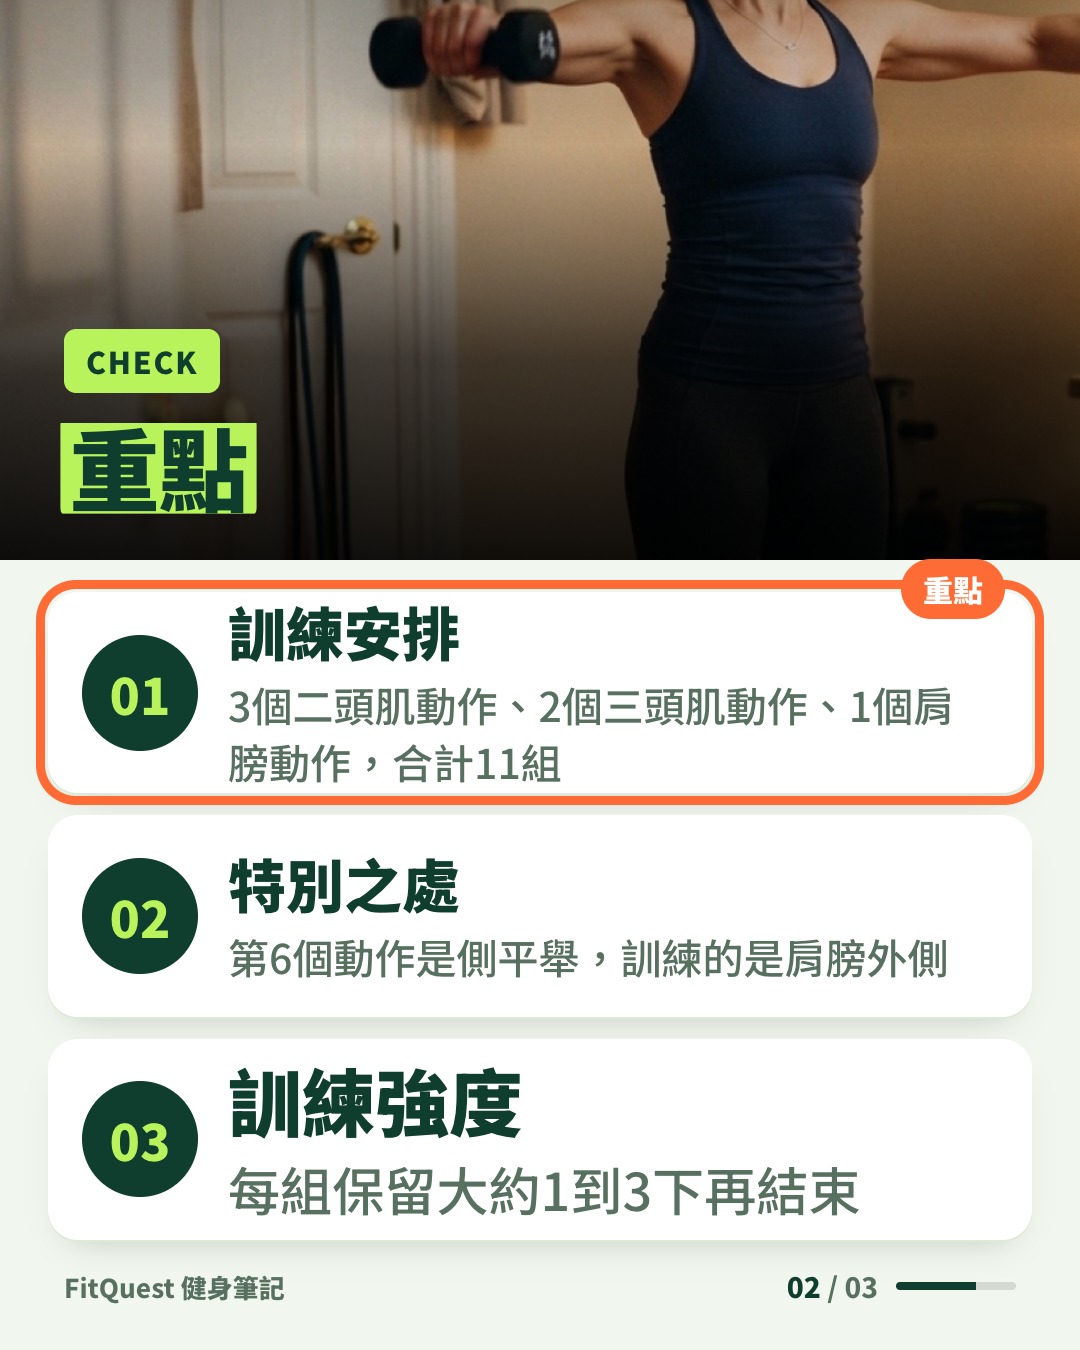 CHECK
重點
重點
01
訓練安排
3個二頭肌動作、2個三頭肌動作、1個肩
膀動作，合計11組
02
特別之處
第6個動作是側平舉，訓練的是肩膀外側
03
訓練強度
每組保留大約1到3下再結束
FitQuest 健身筆記
02 / 03